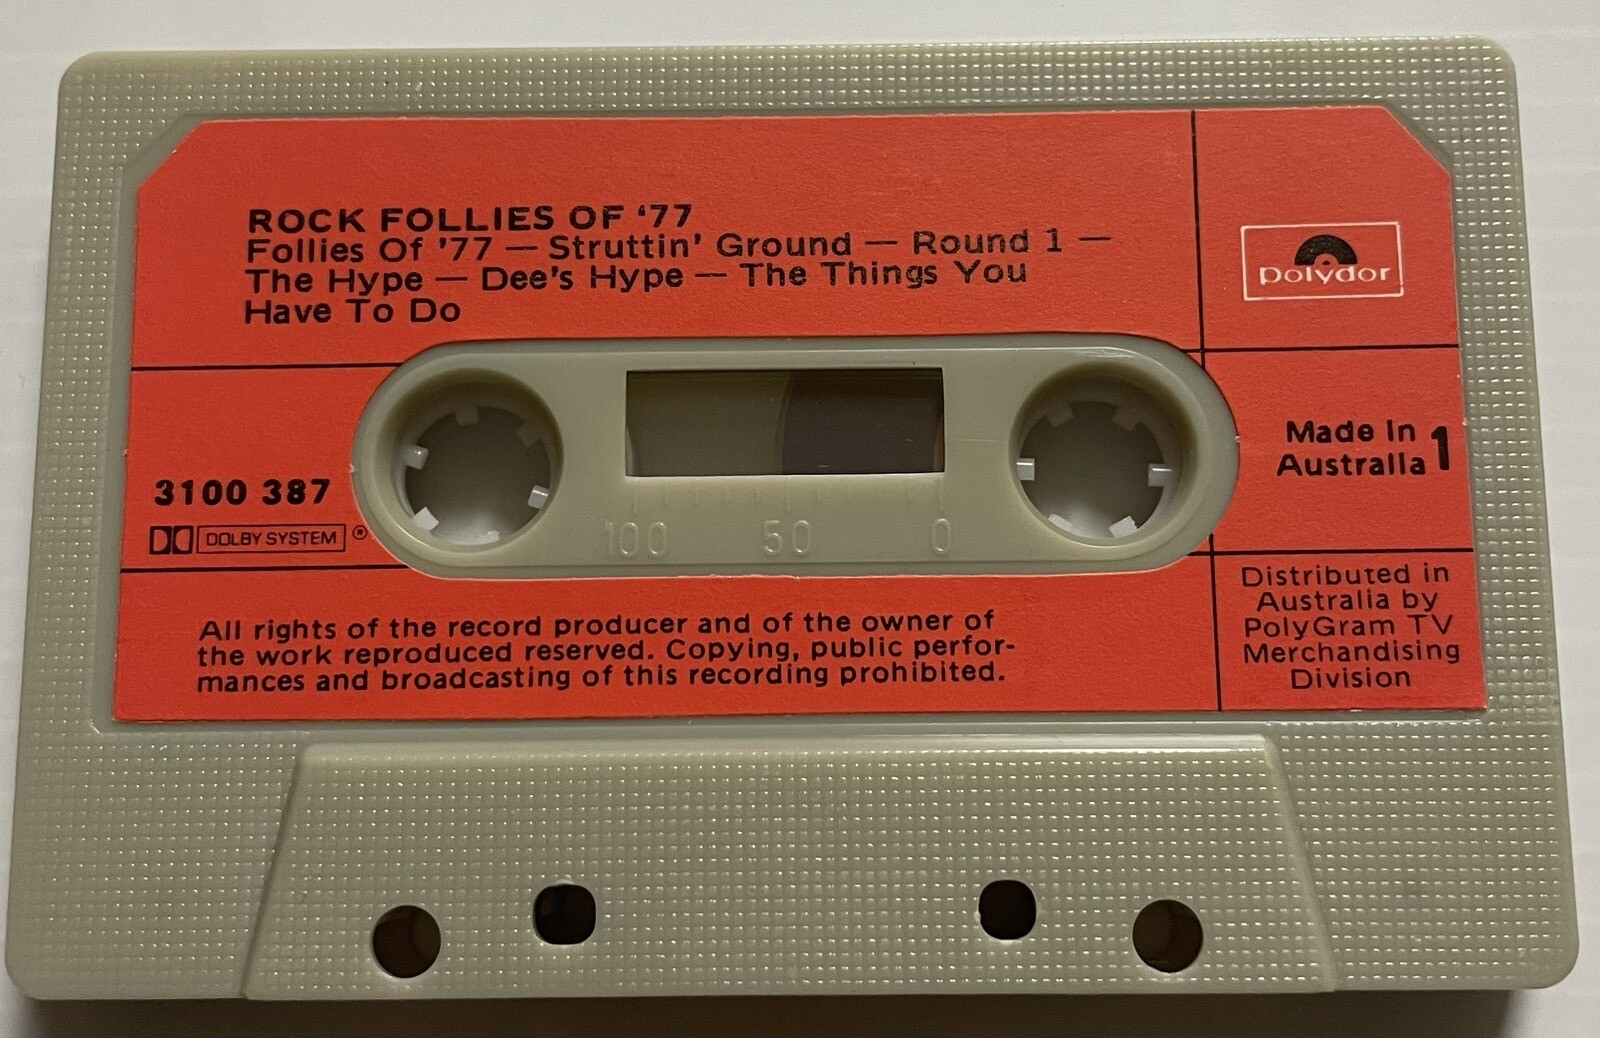 ROCK FOLLIES OF '77
Follies Of '77 — Struttin' Ground — Round 1 —
The Hype — Dee's Hype — The Things You
Have To Do
polydor
3100 387
DOLBY SYSTEM ®
100 50 0
Made In
Australia
1
All rights of the record producer and of the owner of
the work reproduced reserved. Copying, public perfor-
mances and broadcasting of this recording prohibited.
Distributed in
Australia by
PolyGram TV
Merchandising
Division